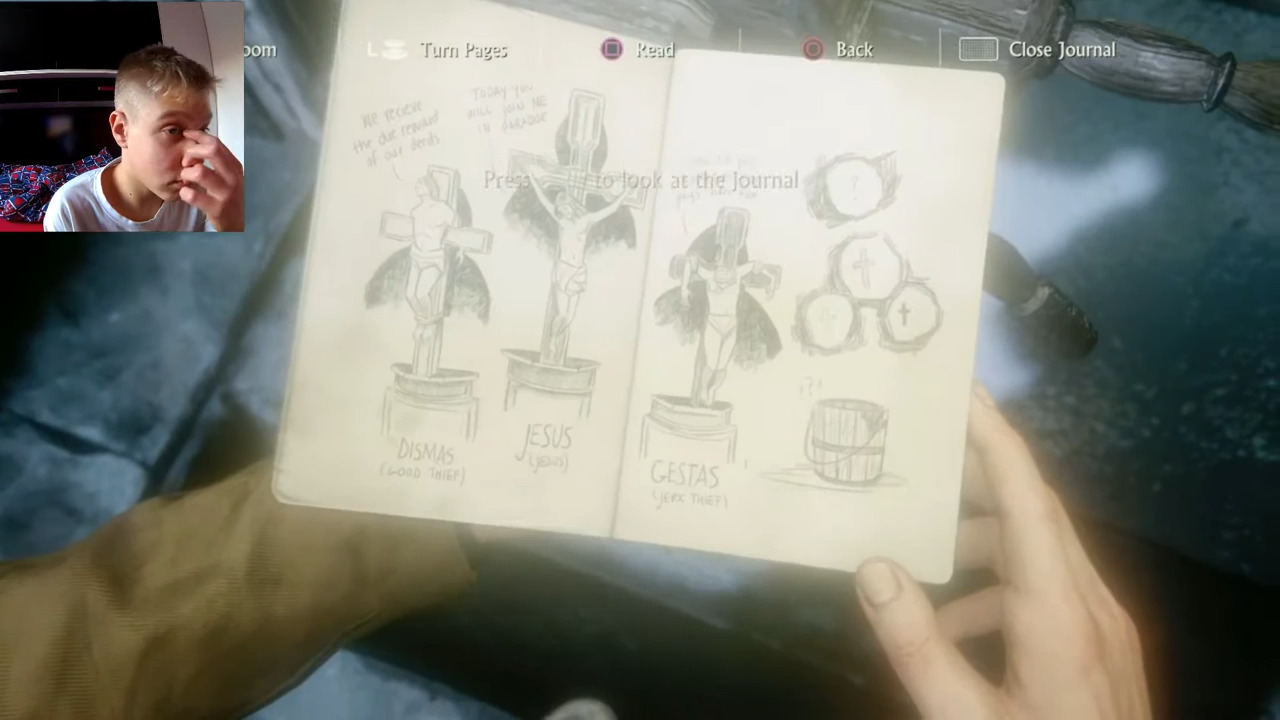 oom
L Turn Pages
Read
Back
Close Journal
We recieve
the due reward
of our deeds
TODAY YOU
WILL JOIN ME
IN PARADISE
Press to look at the Journal
DISMAS
(GOOD THIEF)
JESUS
(JESUS)
GESTAS
(JERK THIEF)
?
?!